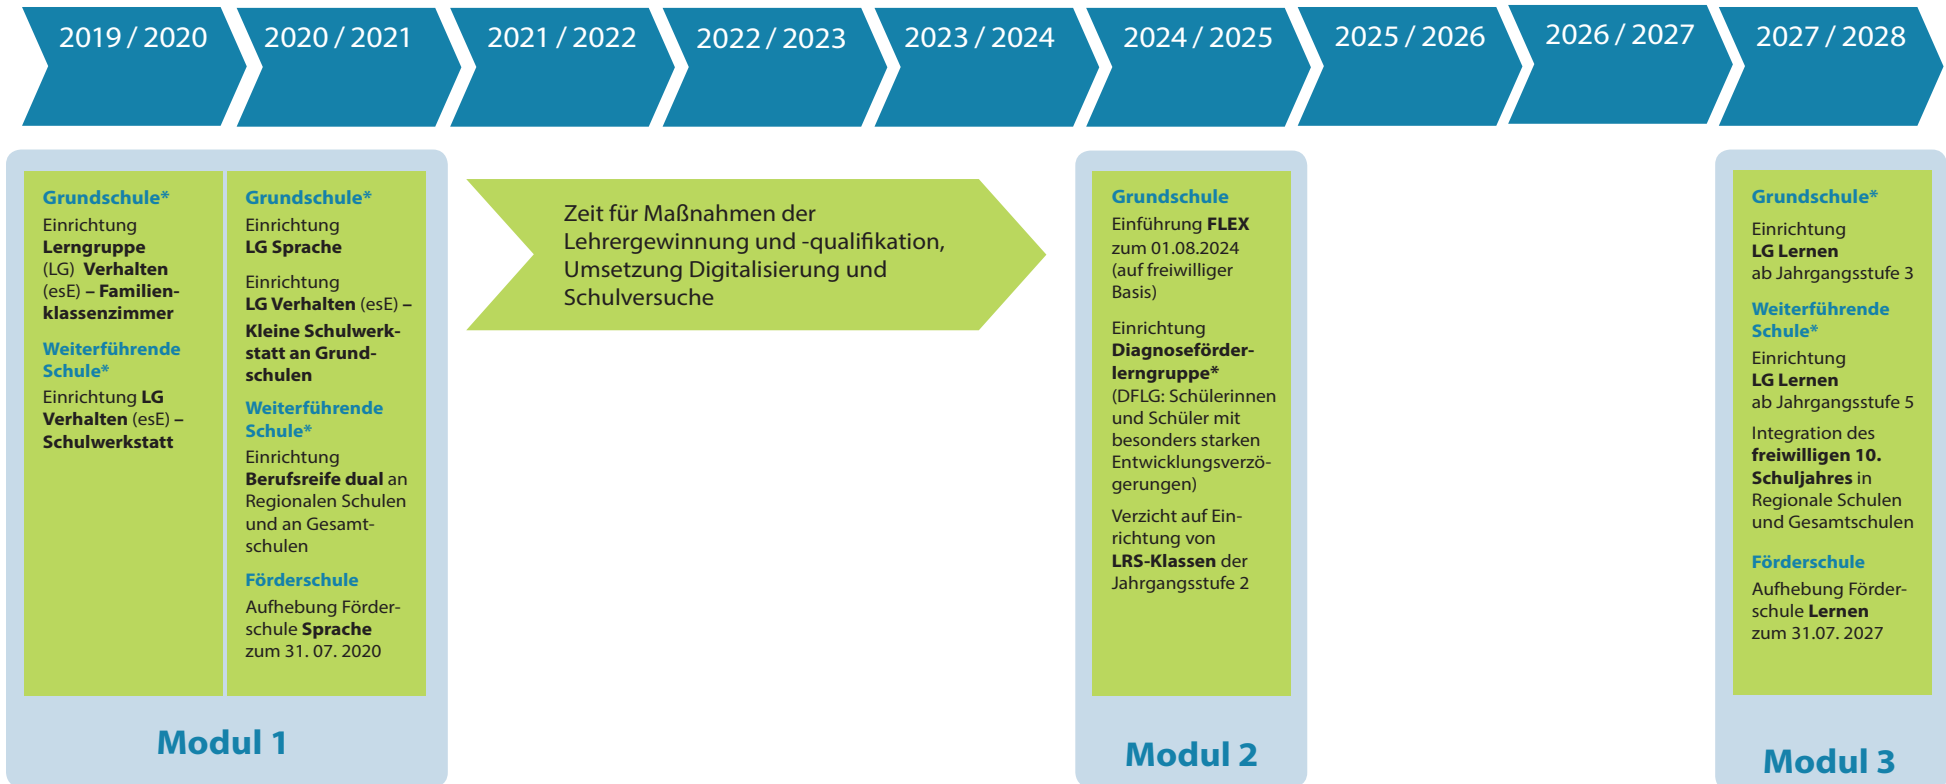 2019 / 2020
2020 / 2021
2021 / 2022
2022 / 2023
2023 / 2024
2024 / 2025
2025 / 2026
2026 / 2027
2027 / 2028
Grundschule*
Einrichtung
Lerngruppe
(LG) Verhalten
(esE) – Familien-
klassenzimmer
Weiterführende
Schule*
Einrichtung LG
Verhalten (esE) –
Schulwerkstatt
Grundschule*
Einrichtung
LG Sprache
Einrichtung
LG Verhalten (esE) –
Kleine Schulwerk-
statt an Grund-
schulen
Weiterführende
Schule*
Einrichtung
Berufsreife dual an
Regionalen Schulen
und an Gesamt-
schulen
Förderschule
Aufhebung Förder-
schule Sprache
zum 31. 07. 2020
Modul 1
Zeit für Maßnahmen der
Lehrergewinnung und -qualifikation,
Umsetzung Digitalisierung und
Schulversuche
Grundschule
Einführung FLEX
zum 01.08.2024
(auf freiwilliger
Basis)
Einrichtung
Diagnoseförder-
lerngruppe*
(DFLG: Schülerinnen
und Schüler mit
besonders starken
Entwicklungsverzö-
gerungen)
Verzicht auf Ein-
richtung von
LRS-Klassen der
Jahrgangsstufe 2
Modul 2
Grundschule*
Einrichtung
LG Lernen
ab Jahrgangsstufe 3
Weiterführende
Schule*
Einrichtung
LG Lernen
ab Jahrgangsstufe 5
Integration des
freiwilligen 10.
Schuljahres in
Regionale Schulen
und Gesamtschulen
Förderschule
Aufhebung Förder-
schule Lernen
zum 31.07. 2027
Modul 3